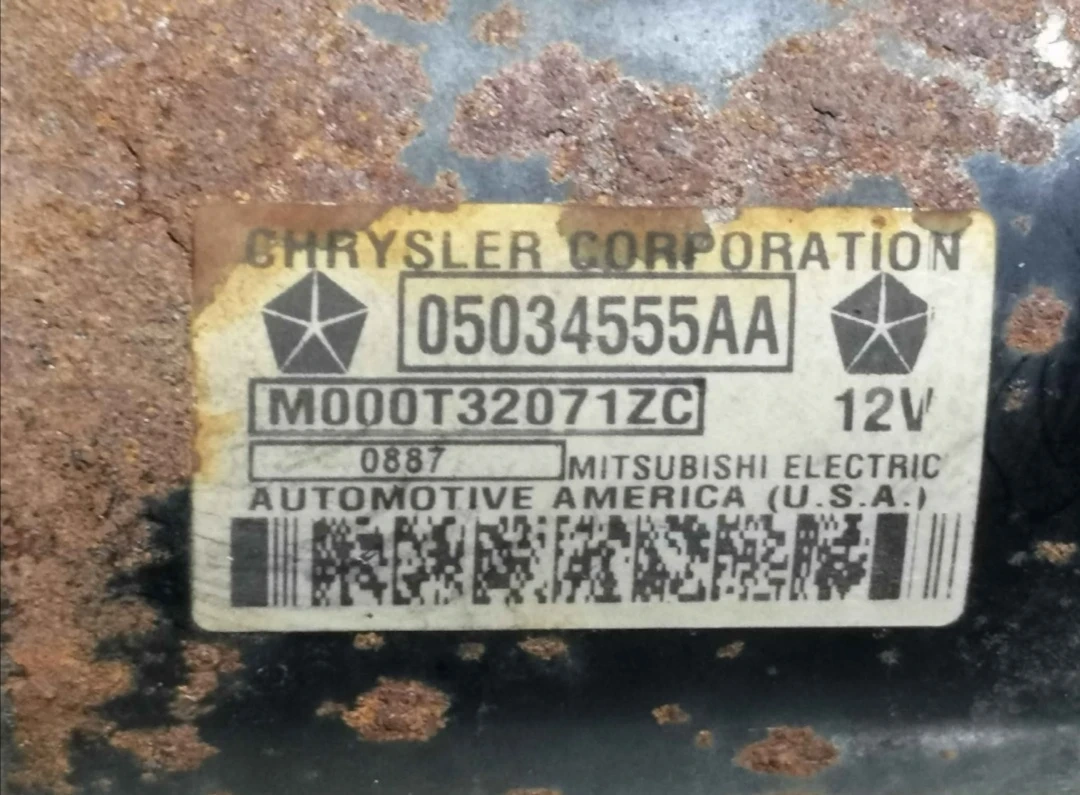 CHRYSLER CORPORATION
05034555AA
M000T32071ZC 12V
0887 MITSUBISHI ELECTRIC
AUTOMOTIVE AMERICA (U.S.A.)